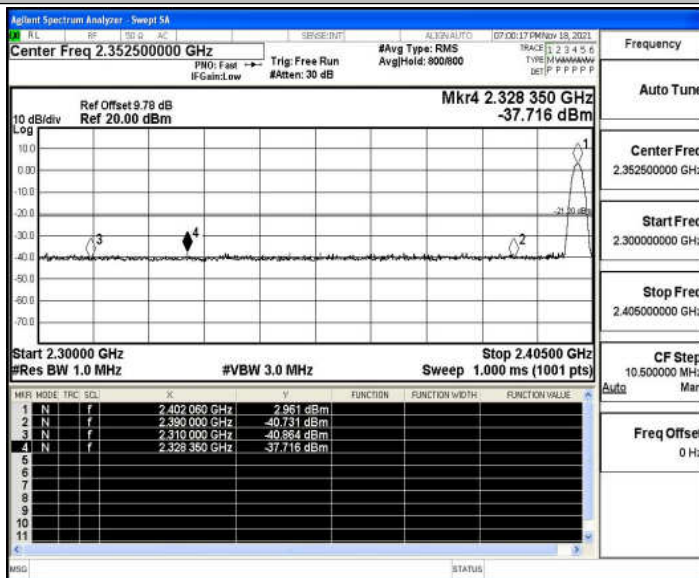 Agilent Spectrum Analyzer - Swept SA
RL RF 50 Ω AC SENSE:INT ALIGN AUTO 07:00:17 PM Nov 18, 2021
Center Freq 2.352500000 GHz
PNO: Fast Trig: Free Run #Avg Type: RMS TRACE 1 2 3 4 5 6
IFGain:Low #Atten: 30 dB Avg|Hold: 800/800 TYPE M
DET P P P P P P
Frequency
Auto Tune
Center Freq
2.352500000 GHz
Start Freq
2.300000000 GHz
Stop Freq
2.405000000 GHz
CF Step
10.500000 MHz
Auto Man
Freq Offset
0 Hz
Mkr4 2.328 350 GHz
-37.716 dBm
Ref Offset 9.78 dB
10 dB/div Ref 20.00 dBm
Log
10.0
0.00
-10.0
-20.0
-30.0
-40.0
-50.0
-60.0
-70.0
1
-21.20 dBm
3
4
2
Start 2.30000 GHz Stop 2.40500 GHz
#Res BW 1.0 MHz #VBW 3.0 MHz Sweep 1.000 ms (1001 pts)
MKR MODE TRC SCL X Y FUNCTION FUNCTION WIDTH FUNCTION VALUE
1 N f 2.402 060 GHz 2.961 dBm
2 N f 2.390 000 GHz -40.731 dBm
3 N f 2.310 000 GHz -40.864 dBm
4 N f 2.328 350 GHz -37.716 dBm
5
6
7
8
9
10
11
MSG STATUS